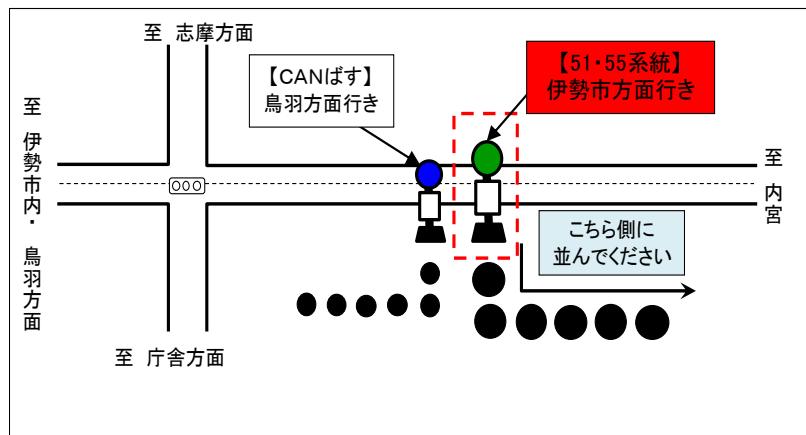 至 志摩方面
【CANばす】
鳥羽方面行き
【51・55系統】
伊勢市方面行き
至 伊勢市内・鳥羽方面
至 内宮
こちら側に
並んでください
至 庁舎方面